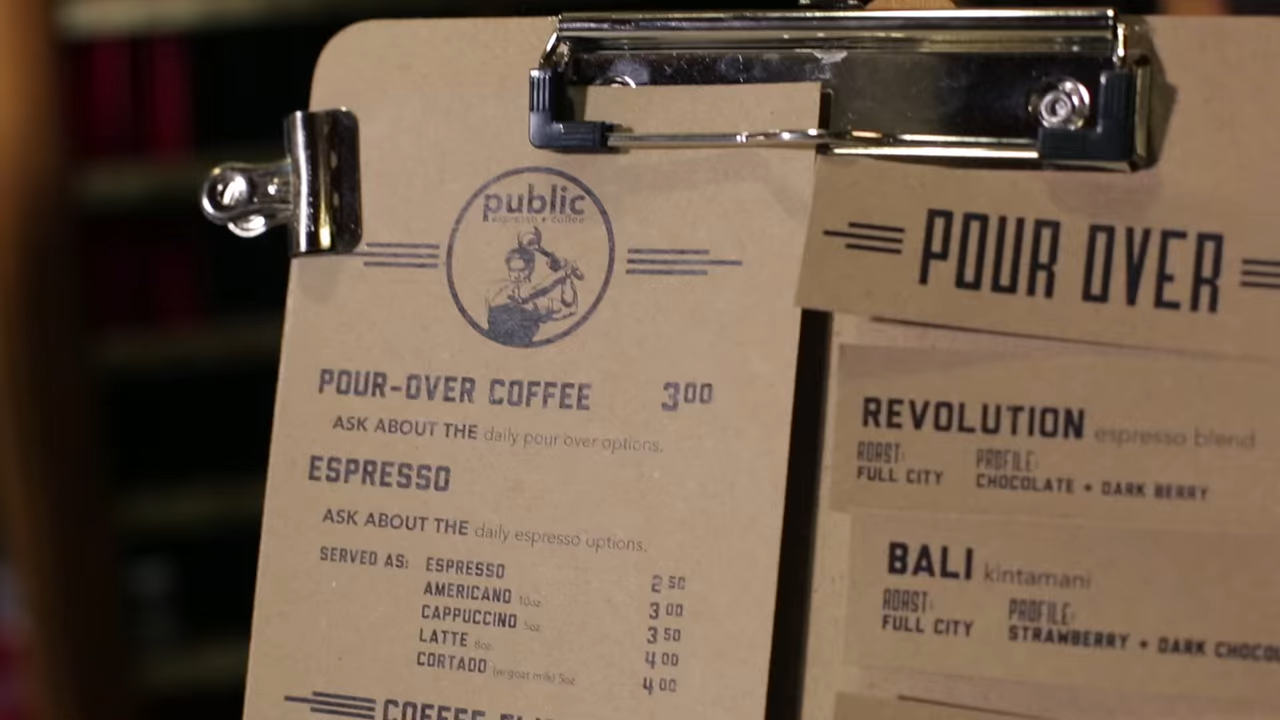 public
espresso + coffee
POUR-OVER COFFEE 3 00
ASK ABOUT THE daily pour over options.
ESPRESSO
ASK ABOUT THE daily espresso options.
SERVED AS: ESPRESSO 2 50
AMERICANO 10oz 3 00
CAPPUCCINO 5oz 3 50
LATTE 8oz 4 00
CORTADO (w/goat milk) 5oz 4 00
COFFEE
POUR OVER
REVOLUTION espresso blend
ROAST: PROFILE:
FULL CITY CHOCOLATE + DARK BERRY
BALI kintamani
ROAST: PROFILE:
FULL CITY STRAWBERRY + DARK CHOCO